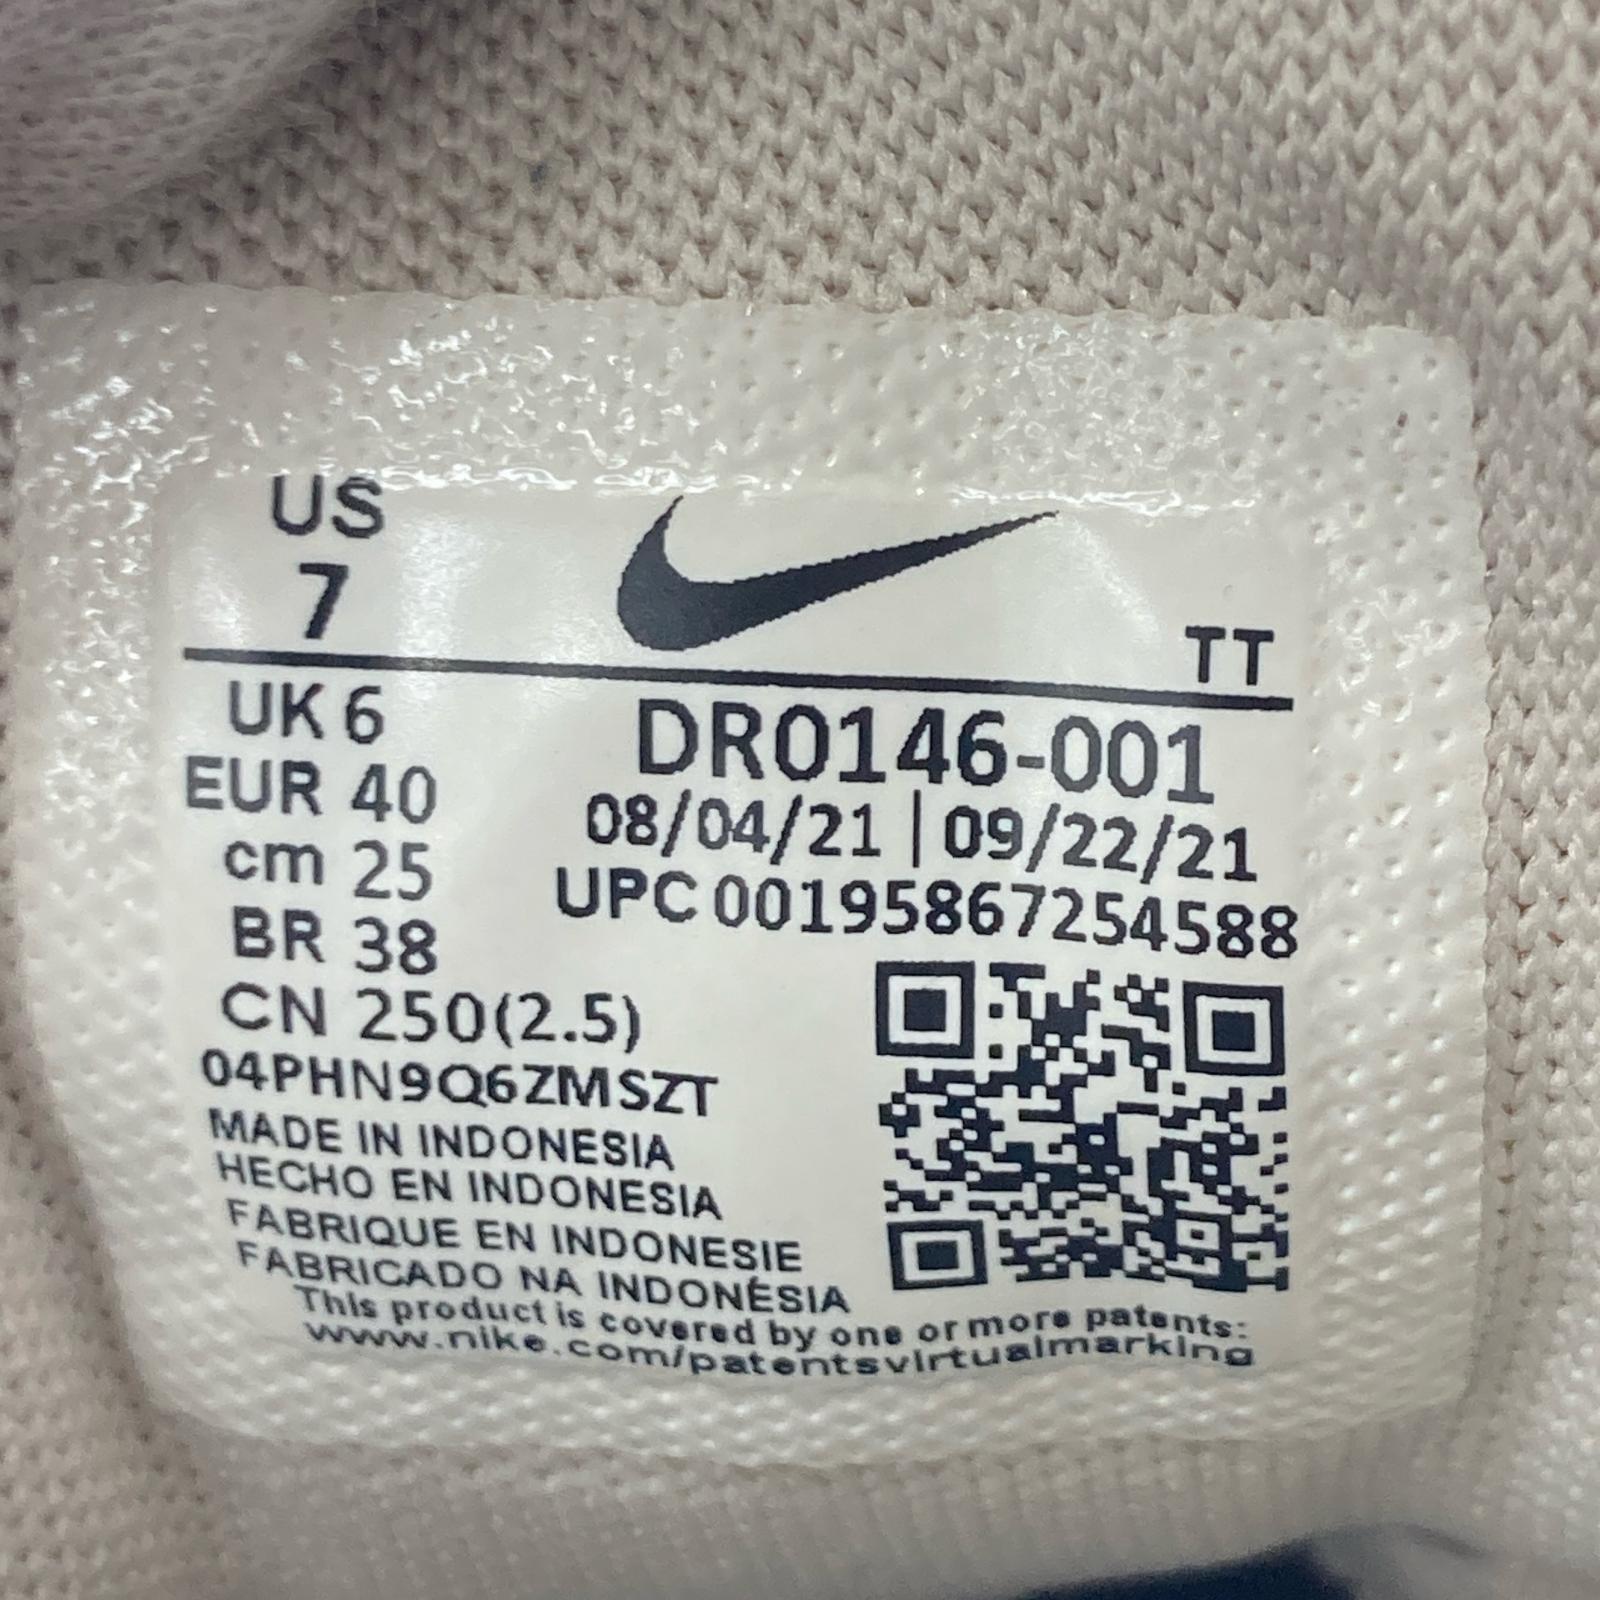 US
7
TT
UK 6
EUR 40
cm 25
BR 38
CN 250(2.5)
DR0146-001
08/04/21 | 09/22/21
UPC 00195867254588
04PHN9Q6ZMSZT
MADE IN INDONESIA
HECHO EN INDONESIA
FABRIQUE EN INDONESIE
FABRICADO NA INDONÉSIA
This product is covered by one or more patents:
www.nike.com/patentsvirtualmarking